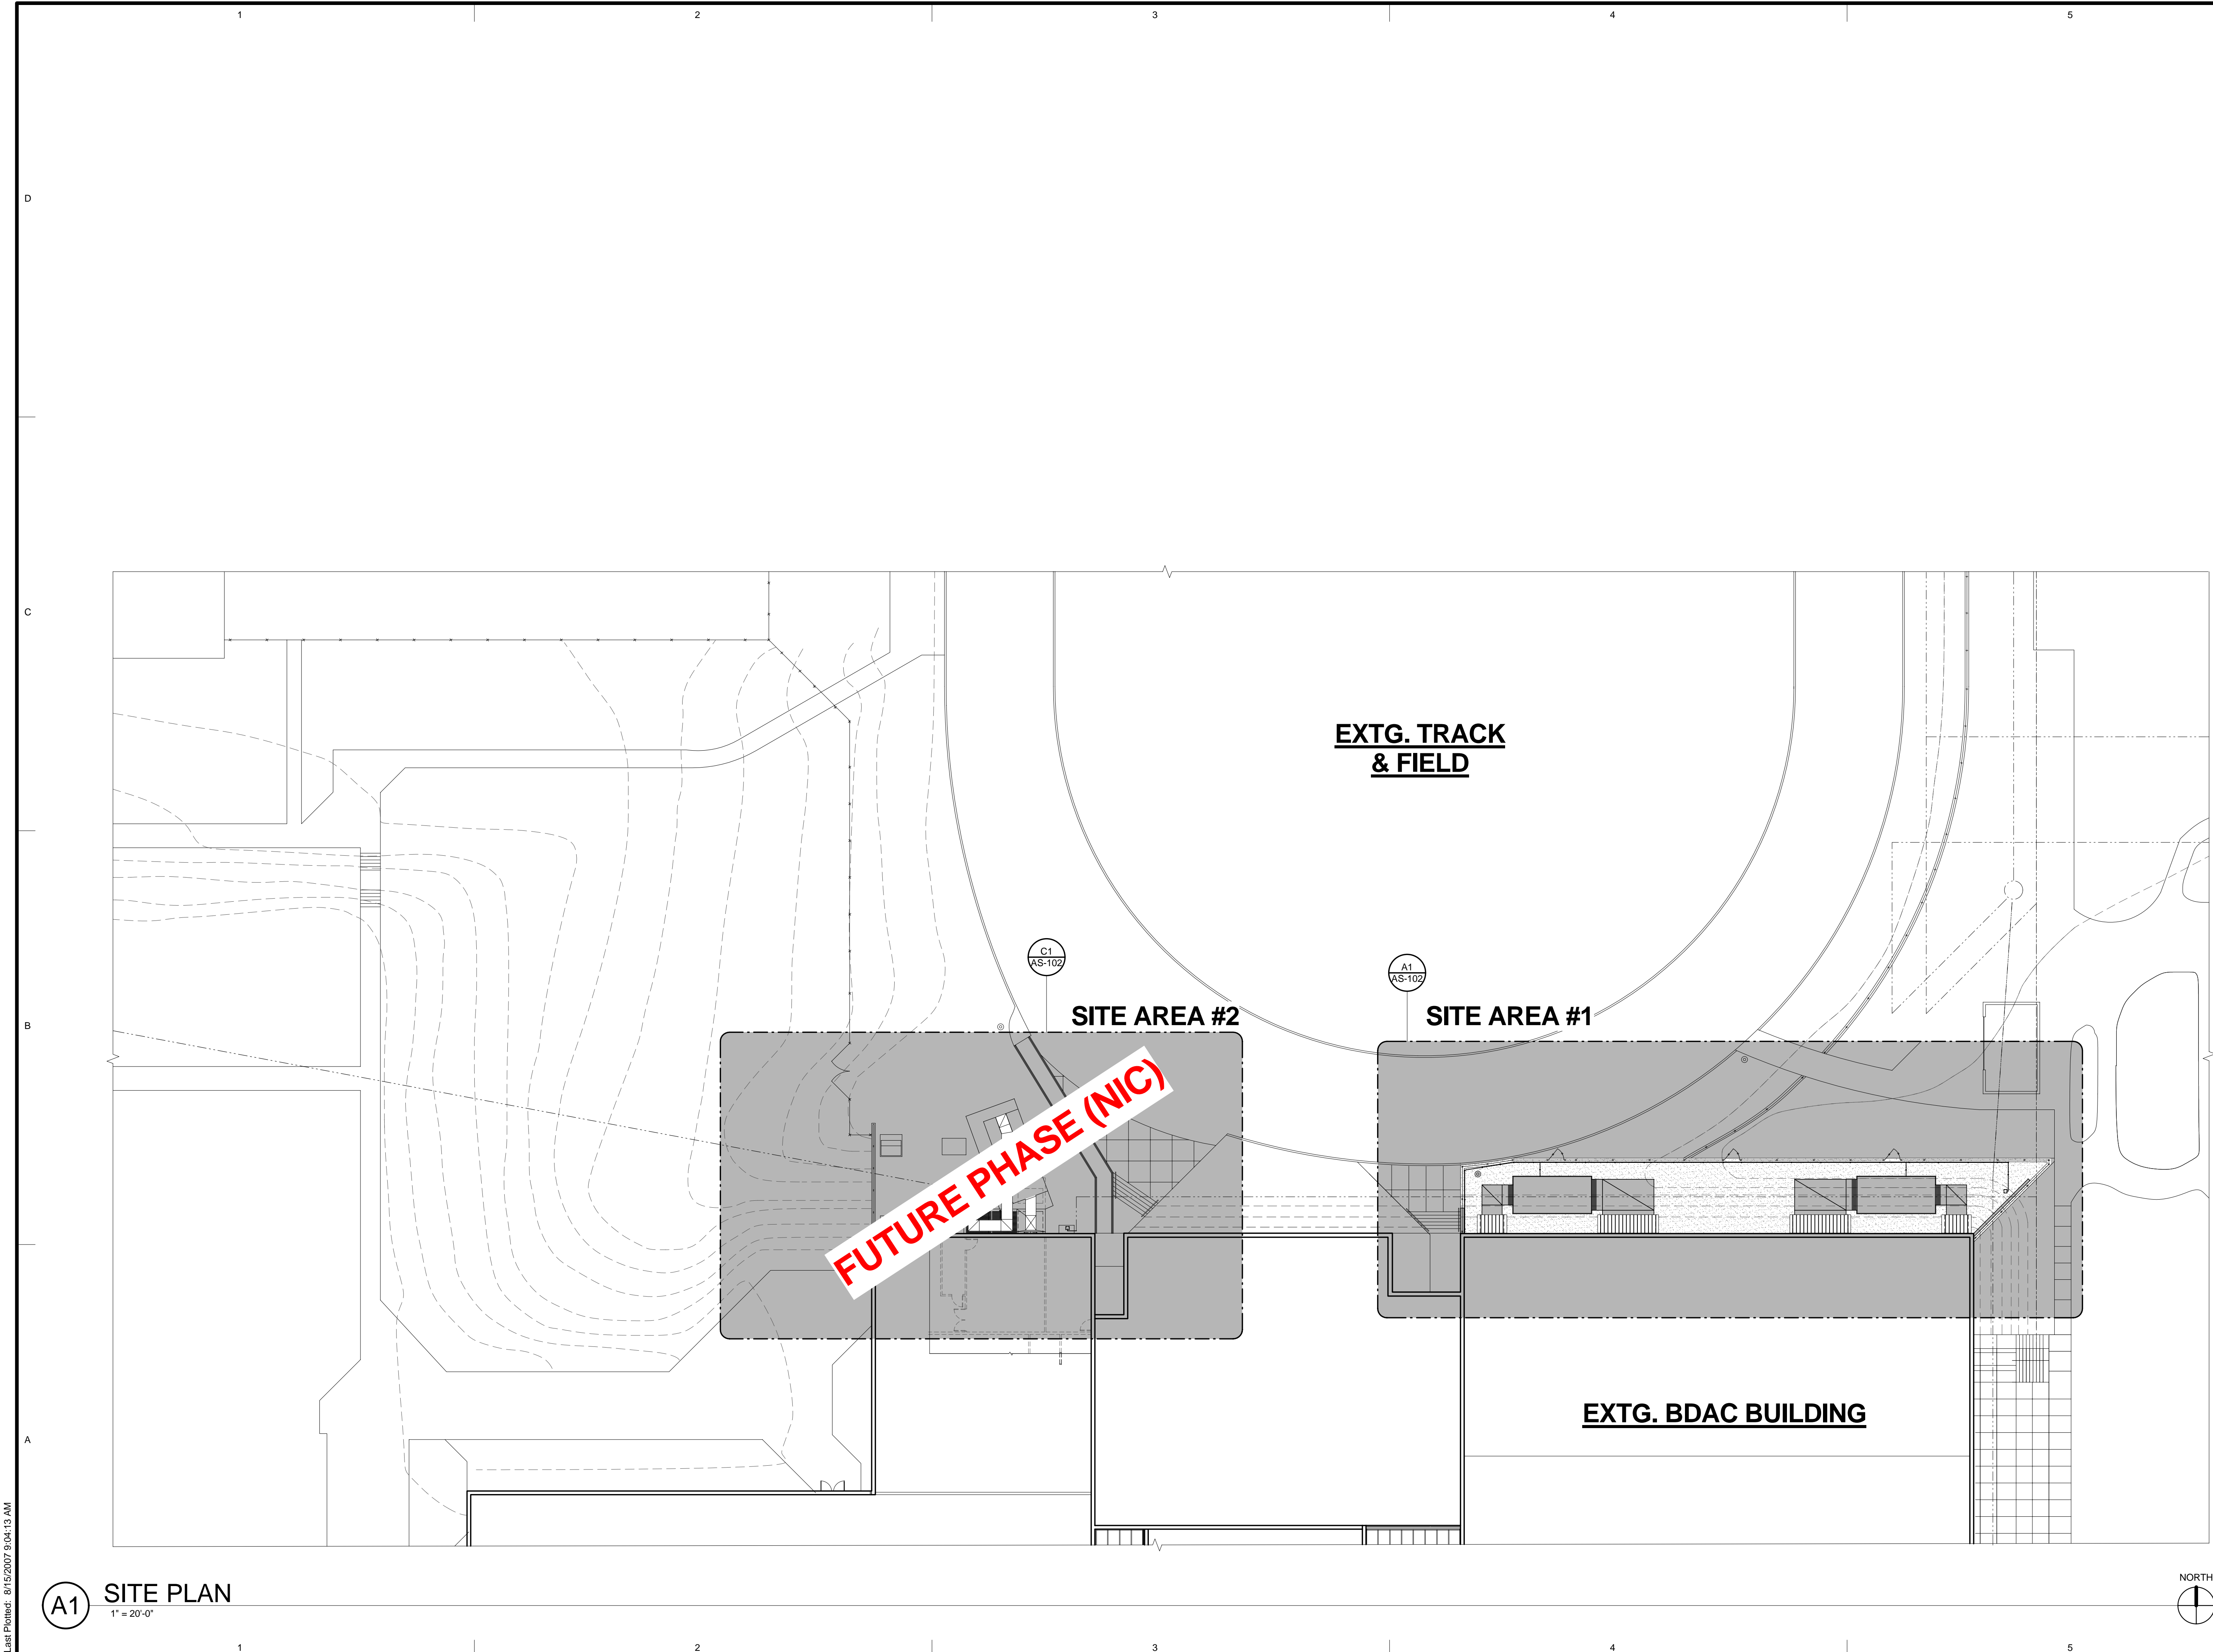 1 2 3 4 5
D
C
EXTG. TRACK
& FIELD
C1
AS-102
A1
AS-102
SITE AREA #2
SITE AREA #1
B
FUTURE PHASE (NIC)
EXTG. BDAC BUILDING
A
Last Plotted: 8/15/2007 9:04:13 AM
A1
SITE PLAN
1" = 20'-0"
NORTH
1 2 3 4 5